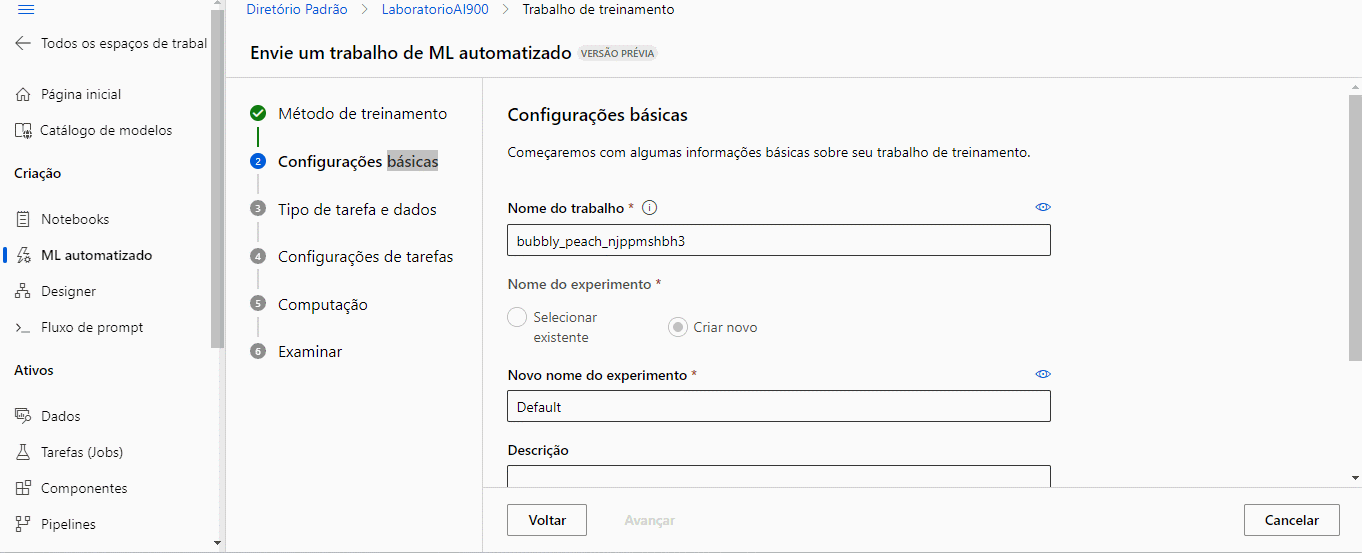 Diretório Padrão > LaboratorioAI900 > Trabalho de treinamento
Todos os espaços de trabal
Envie um trabalho de ML automatizado VERSÃO PRÉVIA
Página inicial
Catálogo de modelos
Criação
Notebooks
ML automatizado
Designer
Fluxo de prompt
Ativos
Dados
Tarefas (Jobs)
Componentes
Pipelines
Método de treinamento
2 Configurações básicas
3 Tipo de tarefa e dados
4 Configurações de tarefas
5 Computação
6 Examinar
Configurações básicas
Começaremos com algumas informações básicas sobre seu trabalho de treinamento.
Nome do trabalho *
bubbly_peach_njppmshbh3
Nome do experimento *
Selecionar
existente
Criar novo
Novo nome do experimento *
Default
Descrição
Voltar Avançar Cancelar